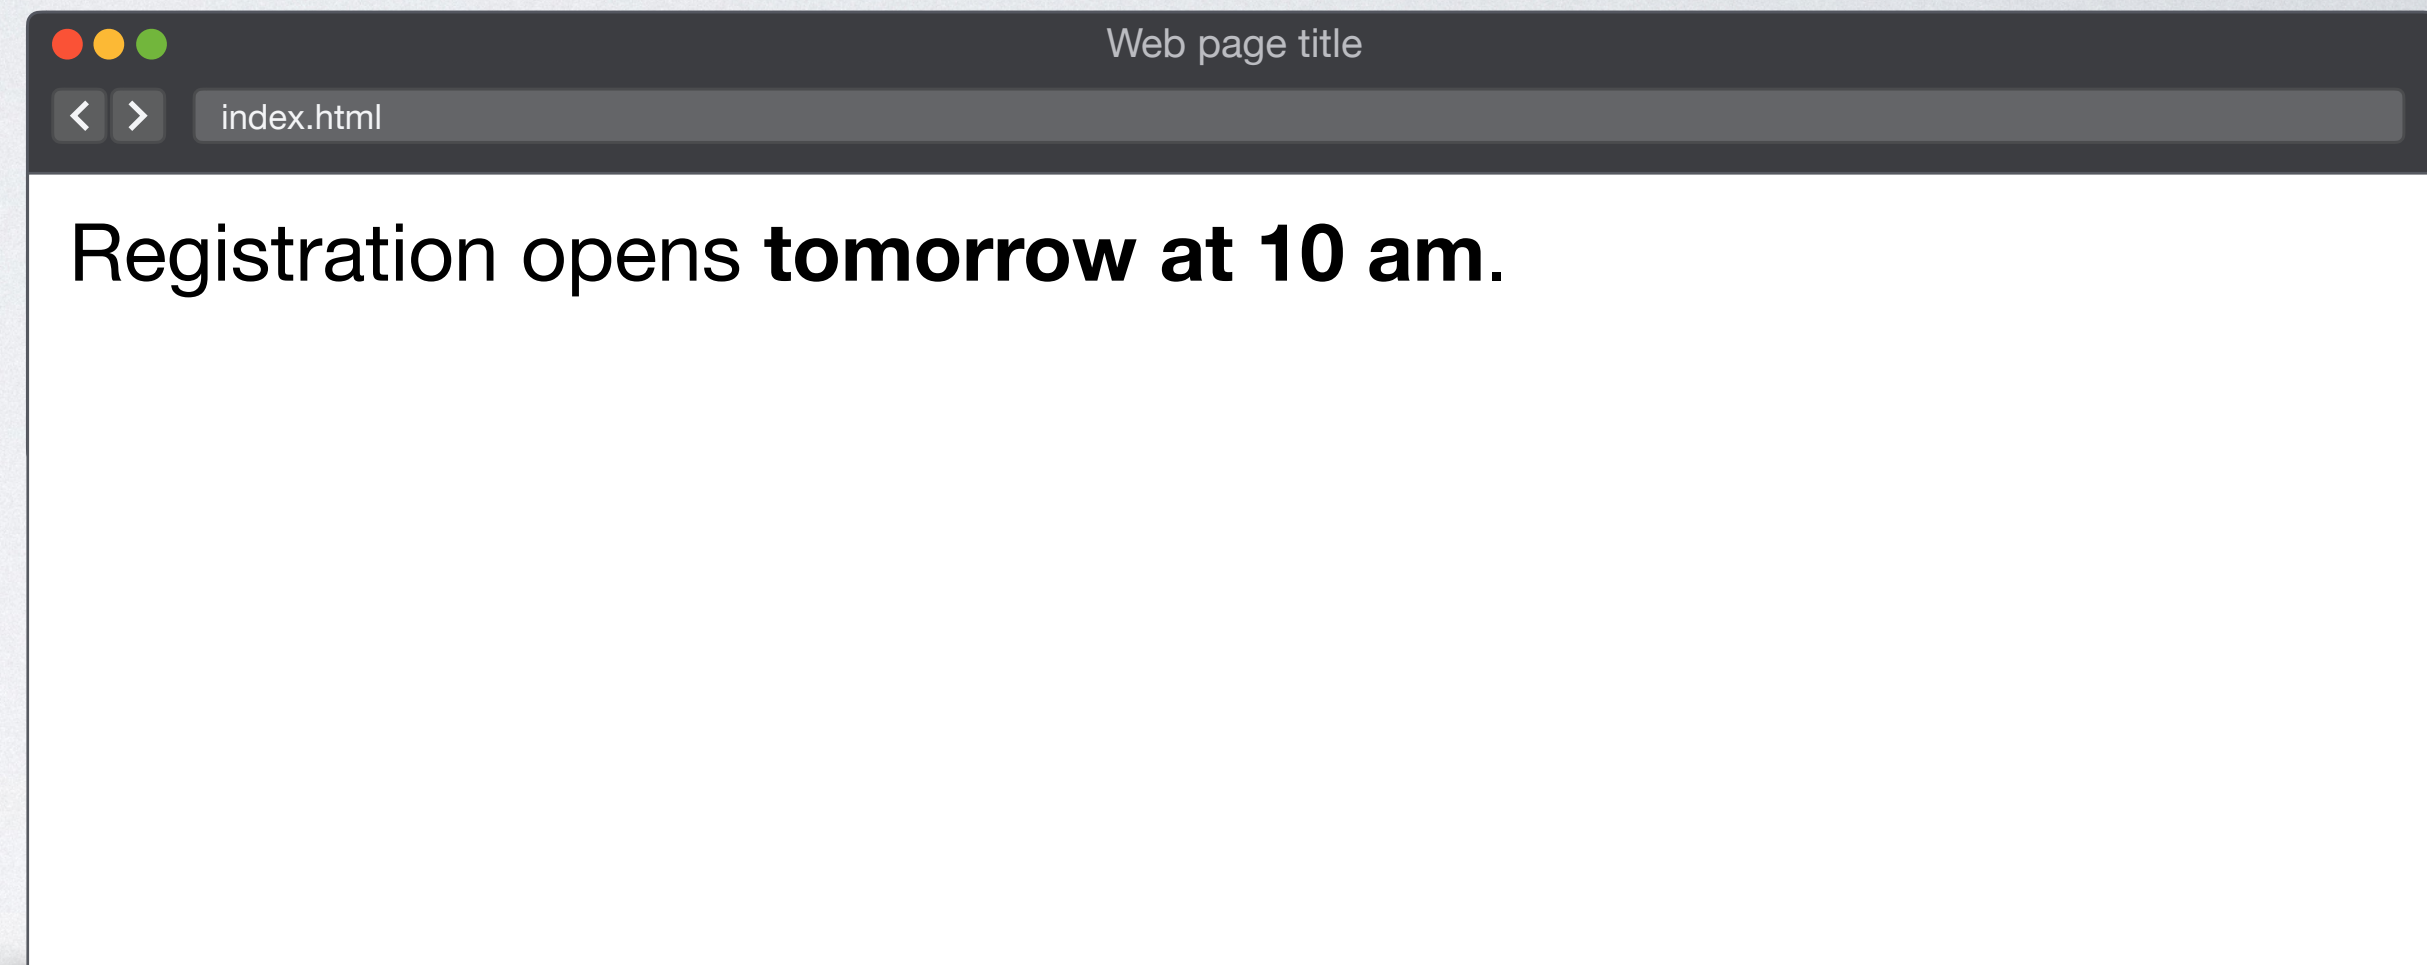 Web page title
index.html
Registration opens tomorrow at 10 am.